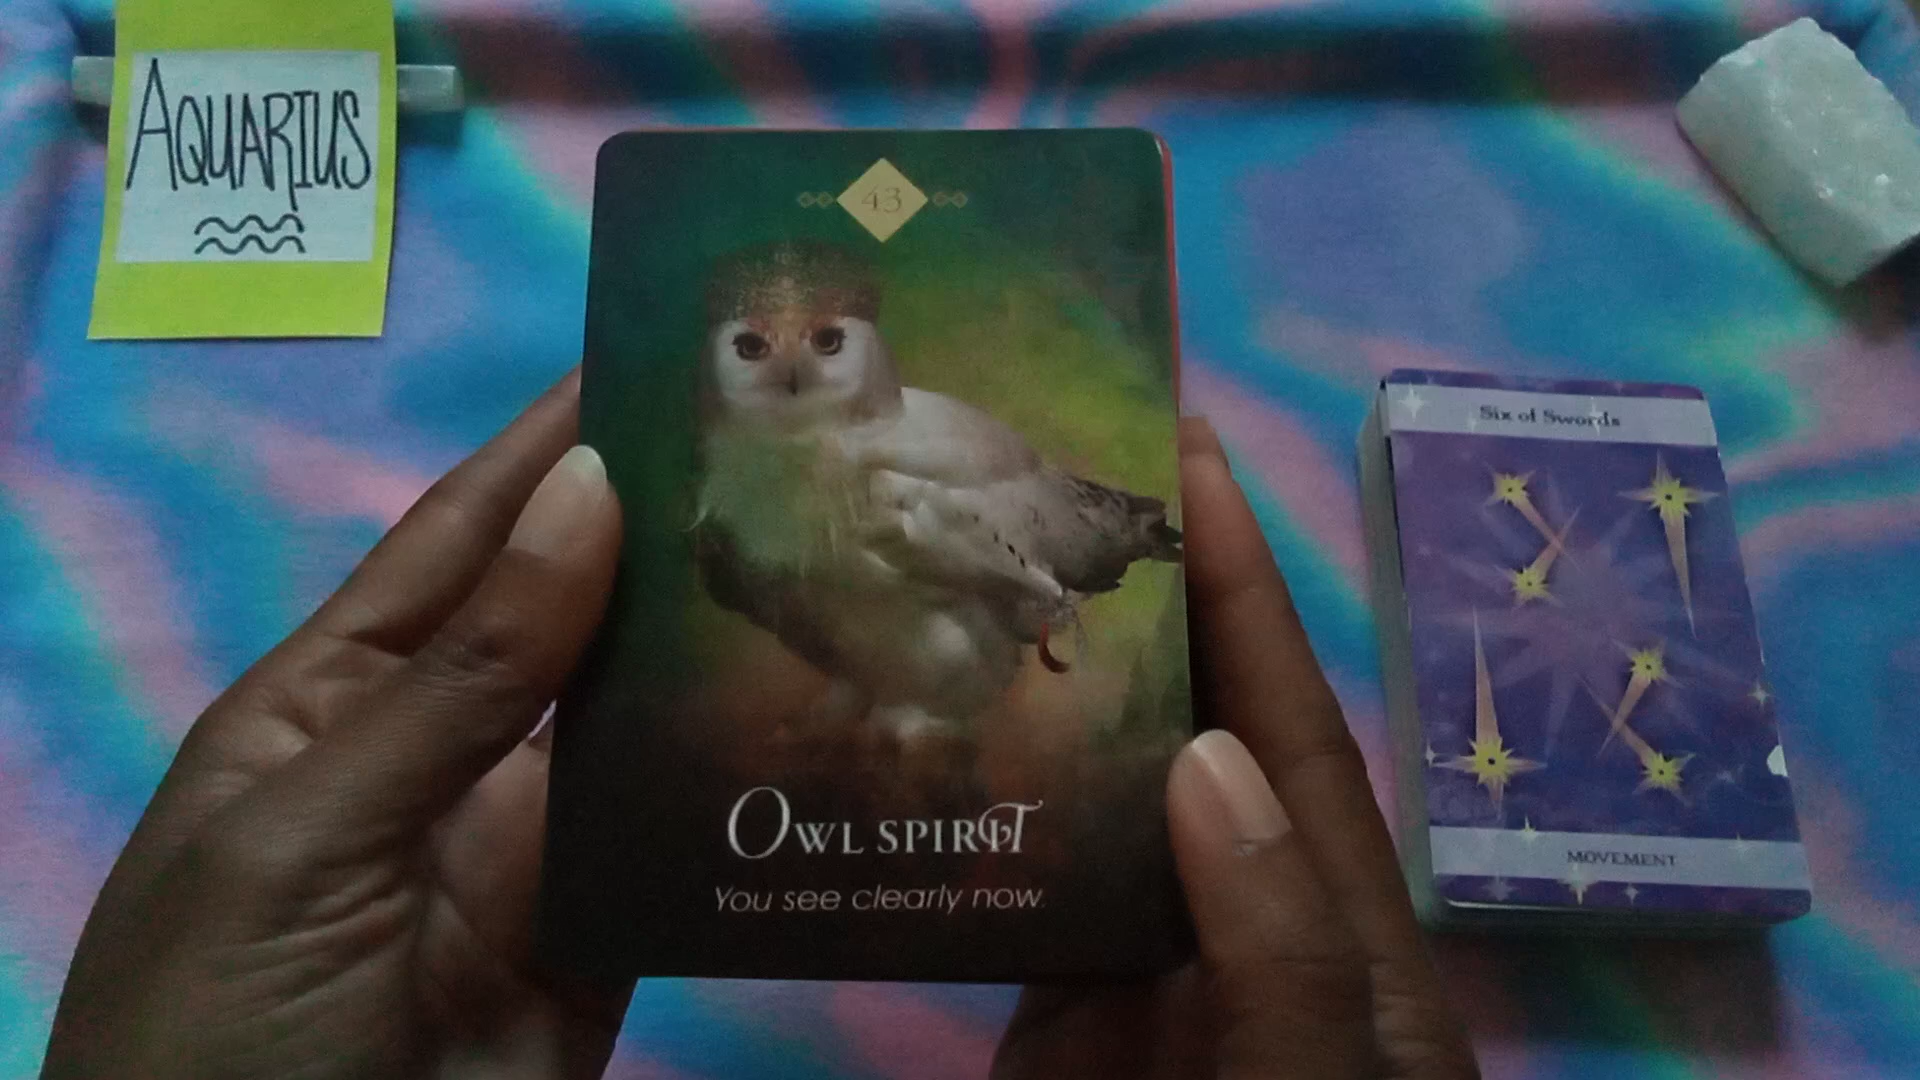 AQUARIUS
43
OWL SPIRIT
You see clearly now.
Six of Swords
MOVEMENT